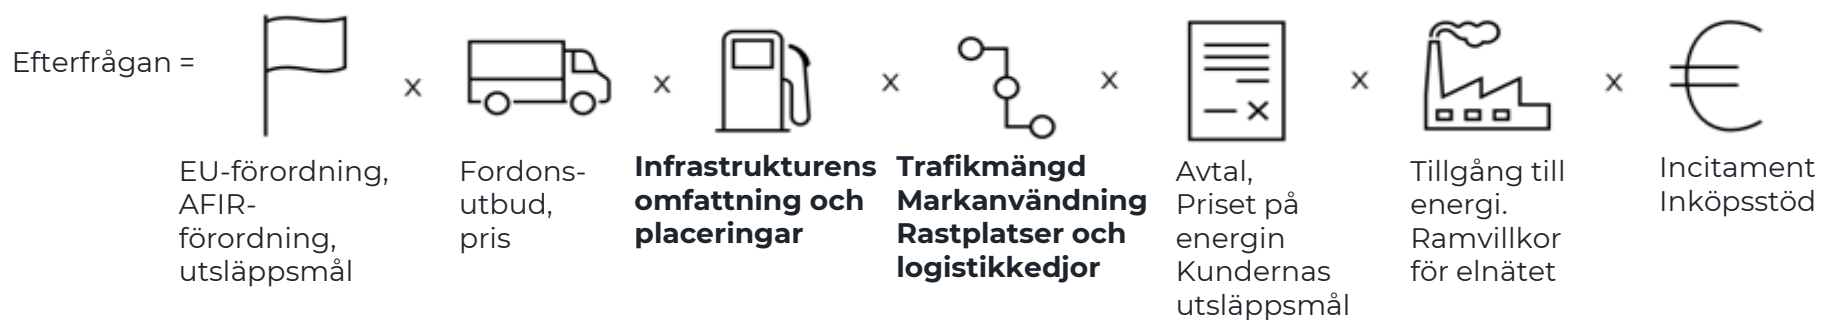 Efterfrågan =
x x x x x x
EU-förordning,
AFIR-
förordning,
utsläppsmål
Fordons-
utbud,
pris
Infrastrukturens
omfattning och
placeringar
Trafikmängd
Markanvändning
Rastplatser och
logistikkedjor
Avtal,
Priset på
energin
Kundernas
utsläppsmål
Tillgång till
energi.
Ramvillkor
för elnätet
Incitament
Inköpsstöd